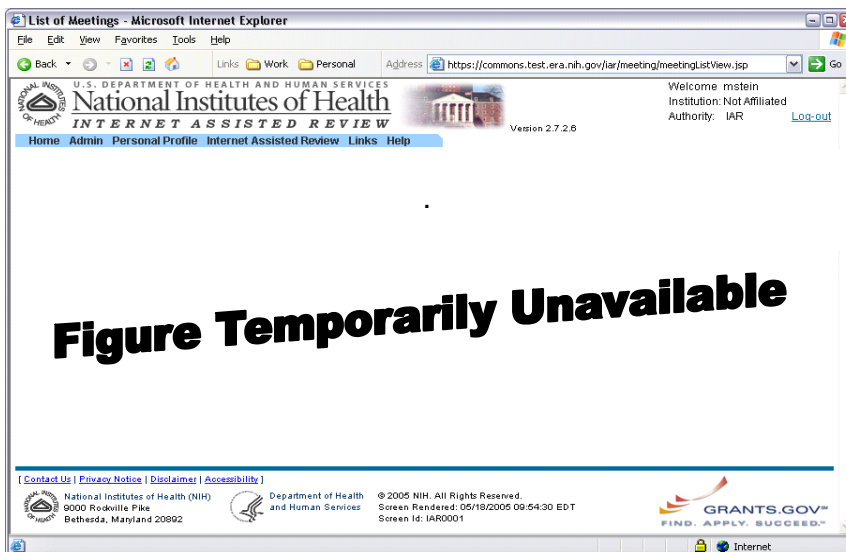 List of Meetings - Microsoft Internet Explorer
File Edit View Favorites Tools Help
Back Links Work Personal Address https://commons.test.era.nih.gov/iar/meeting/meetingListView.jsp Go
U.S. DEPARTMENT OF HEALTH AND HUMAN SERVICES
National Institutes of Health
INTERNET ASSISTED REVIEW
Version 2.7.2.6
Welcome mstein
Institution: Not Affiliated
Authority: IAR Log-out
Home Admin Personal Profile Internet Assisted Review Links Help
.
Figure Temporarily Unavailable
[ Contact Us | Privacy Notice | Disclaimer | Accessibility ]
National Institutes of Health (NIH)
9000 Rockville Pike
Bethesda, Maryland 20892
Department of Health
and Human Services
© 2005 NIH. All Rights Reserved.
Screen Rendered: 05/18/2005 09:54:30 EDT
Screen Id: IAR0001
GRANTS.GOV℠
FIND. APPLY. SUCCEED.℠
Internet